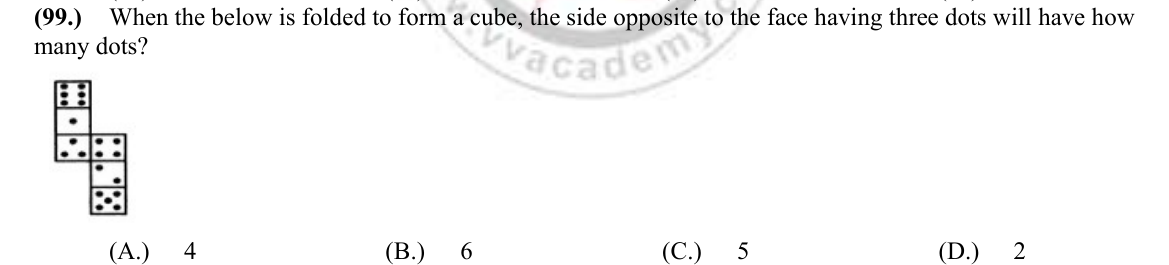 (99.) When the below is folded to form a cube, the side opposite to the face having three dots will have how
many dots?
vvacademy
(A.) 4 (B.) 6 (C.) 5 (D.) 2